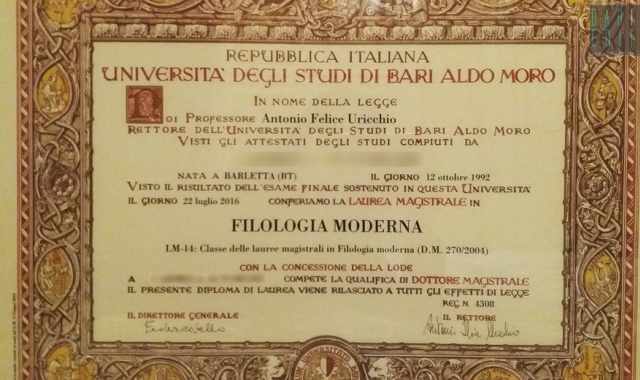 REPUBBLICA ITALIANA
UNIVERSITÀ DEGLI STUDI DI BARI ALDO MORO
IN NOME DELLA LEGGE
NOI PROFESSORE Antonio Felice Uricchio
RETTORE DELL'UNIVERSITÀ DEGLI STUDI DI BARI ALDO MORO
VISTI GLI ATTESTATI DEGLI STUDI COMPIUTI DA
NATA A BARLETTA (BT) IL GIORNO 12 ottobre 1992
VISTO IL RISULTATO DELL'ESAME FINALE SOSTENUTO IN QUESTA UNIVERSITÀ
IL GIORNO 22 luglio 2016 CONFERIAMO LA LAUREA MAGISTRALE IN
FILOLOGIA MODERNA
LM-14: Classe delle lauree magistrali in Filologia moderna (D.M. 270/2004)
CON LA CONCESSIONE DELLA LODE
A COMPETE LA QUALIFICA DI DOTTORE MAGISTRALE
IL PRESENTE DIPLOMA DI LAUREA VIENE RILASCIATO A TUTTI GLI EFFETTI DI LEGGE
REG N. 4308
IL DIRETTORE GENERALE IL RETTORE